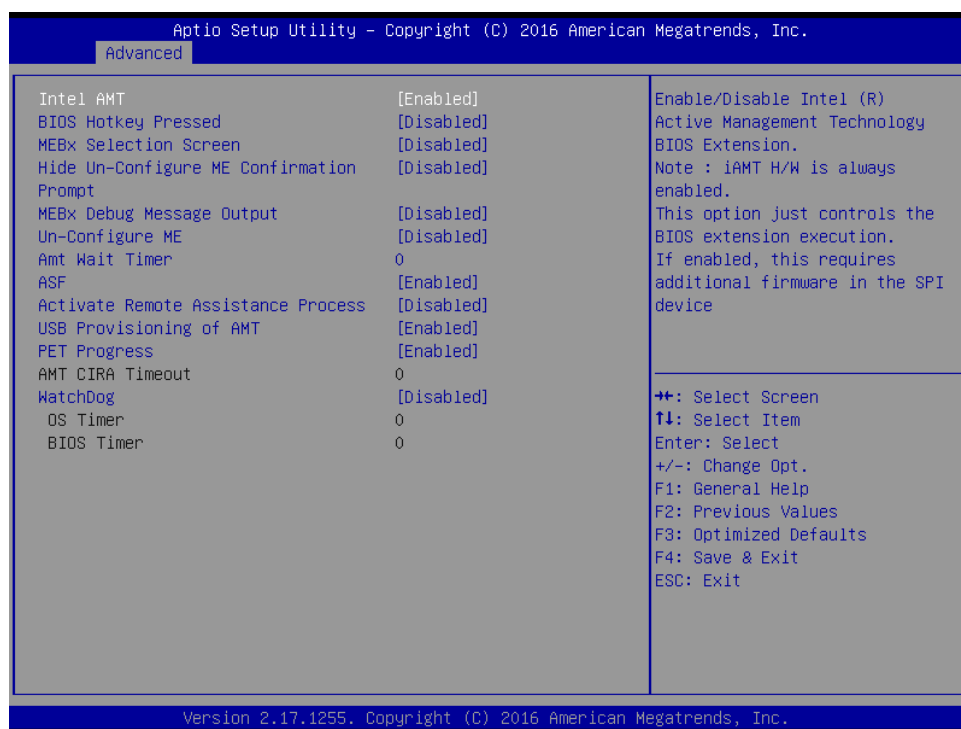 Aptio Setup Utility – Copyright (C) 2016 American Megatrends, Inc.
Advanced
Intel AMT [Enabled]
BIOS Hotkey Pressed [Disabled]
MEBx Selection Screen [Disabled]
Hide Un-Configure ME Confirmation [Disabled]
Prompt
MEBx Debug Message Output [Disabled]
Un-Configure ME [Disabled]
Amt Wait Timer 0
ASF [Enabled]
Activate Remote Assistance Process [Disabled]
USB Provisioning of AMT [Enabled]
PET Progress [Enabled]
AMT CIRA Timeout 0
WatchDog [Disabled]
OS Timer 0
BIOS Timer 0
Enable/Disable Intel (R)
Active Management Technology
BIOS Extension.
Note : iAMT H/W is always
enabled.
This option just controls the
BIOS extension execution.
If enabled, this requires
additional firmware in the SPI
device
→←: Select Screen
↑↓: Select Item
Enter: Select
+/-: Change Opt.
F1: General Help
F2: Previous Values
F3: Optimized Defaults
F4: Save & Exit
ESC: Exit
Version 2.17.1255. Copyright (C) 2016 American Megatrends, Inc.